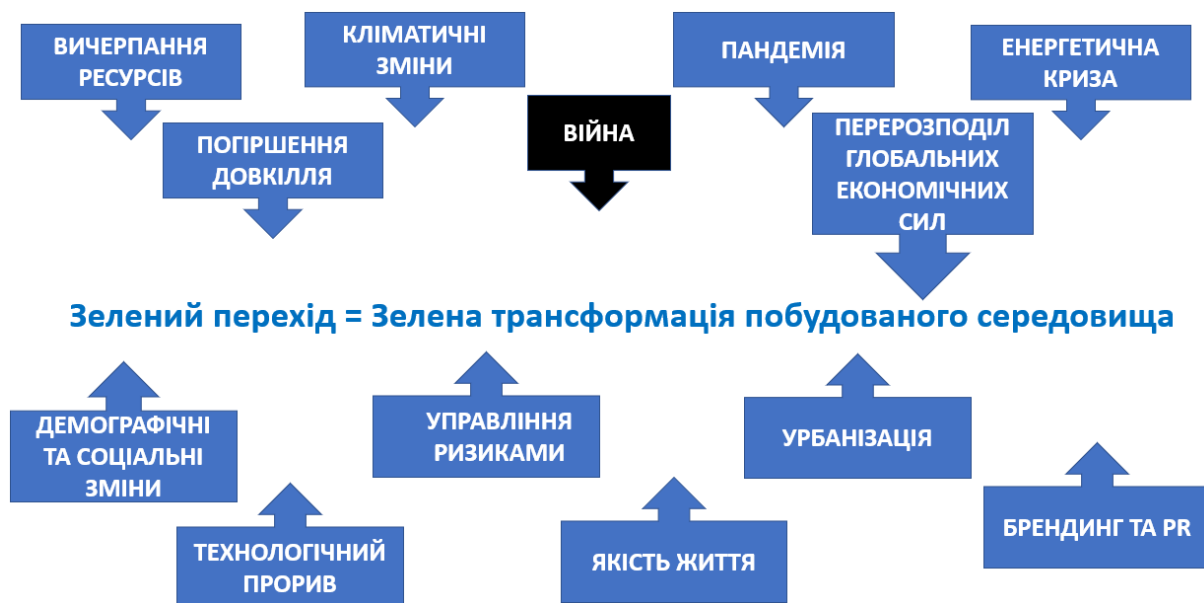 ВИЧЕРПАННЯ
РЕСУРСІВ
КЛІМАТИЧНІ
ЗМІНИ
ПАНДЕМІЯ
ЕНЕРГЕТИЧНА
КРИЗА
ПОГІРШЕННЯ
ДОВКІЛЛЯ
ВІЙНА
ПЕРЕРОЗПОДІЛ
ГЛОБАЛЬНИХ
ЕКОНОМІЧНИХ
СИЛ
Зелений перехід = Зелена трансформація побудованого середовища
ДЕМОГРАФІЧНІ
ТА СОЦІАЛЬНІ
ЗМІНИ
УПРАВЛІННЯ
РИЗИКАМИ
УРБАНІЗАЦІЯ
ТЕХНОЛОГІЧНИЙ
ПРОРИВ
ЯКІСТЬ ЖИТТЯ
БРЕНДИНГ ТА PR